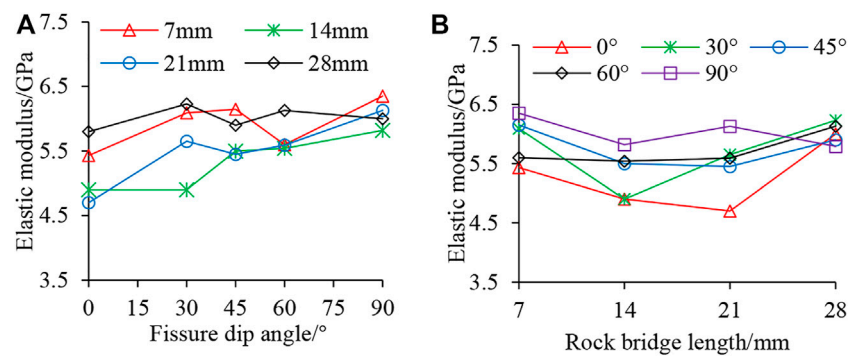 A
7mm
14mm
21mm
28mm
Elastic modulus/GPa
7.5
6.5
5.5
4.5
3.5
0 15 30 45 60 75 90
Fissure dip angle/°
B
0°
30°
45°
60°
90°
Elastic modulus/GPa
7.5
6.5
5.5
4.5
3.5
7 14 21 28
Rock bridge length/mm